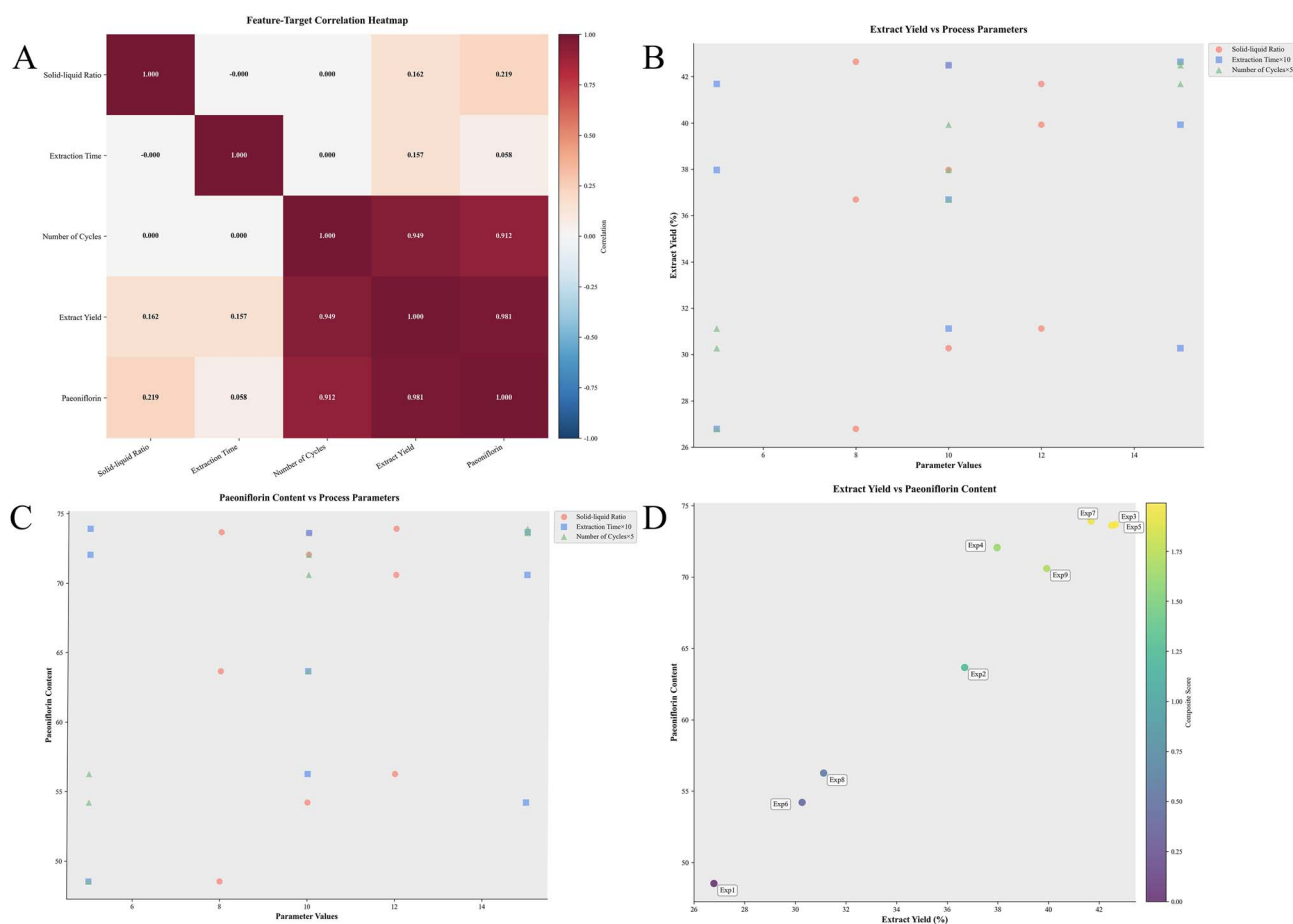 A
Feature-Target Correlation Heatmap
Solid-liquid Ratio
1.000 -0.000 0.000 0.162 0.219
Extraction Time
-0.000 1.000 0.000 0.157 0.058
Number of Cycles
0.000 0.000 1.000 0.949 0.912
Extract Yield
0.162 0.157 0.949 1.000 0.981
Paeoniflorin
0.219 0.058 0.912 0.981 1.000
Solid-liquid Ratio Extraction Time Number of Cycles Extract Yield Paeoniflorin
1.00
0.75
0.50
0.25
0.00
-0.25
-0.50
-0.75
-1.00
Correlation
B
Extract Yield vs Process Parameters
Solid-liquid Ratio
Extraction Time×10
Number of Cycles×5
Extract Yield (%)
42
40
38
36
34
32
30
28
26
6 8 10 12 14
Parameter Values
C
Paeoniflorin Content vs Process Parameters
Solid-liquid Ratio
Extraction Time×10
Number of Cycles×5
Paeoniflorin Content
75
70
65
60
55
50
6 8 10 12 14
Parameter Values
D
Extract Yield vs Paeoniflorin Content
Paeoniflorin Content
75
70
65
60
55
50
Exp7
Exp3
Exp5
Exp4
Exp9
Exp2
Exp8
Exp6
Exp1
26 28 30 32 34 36 38 40 42
Extract Yield (%)
1.75
1.50
1.25
1.00
0.75
0.50
0.25
0.00
Composite Score